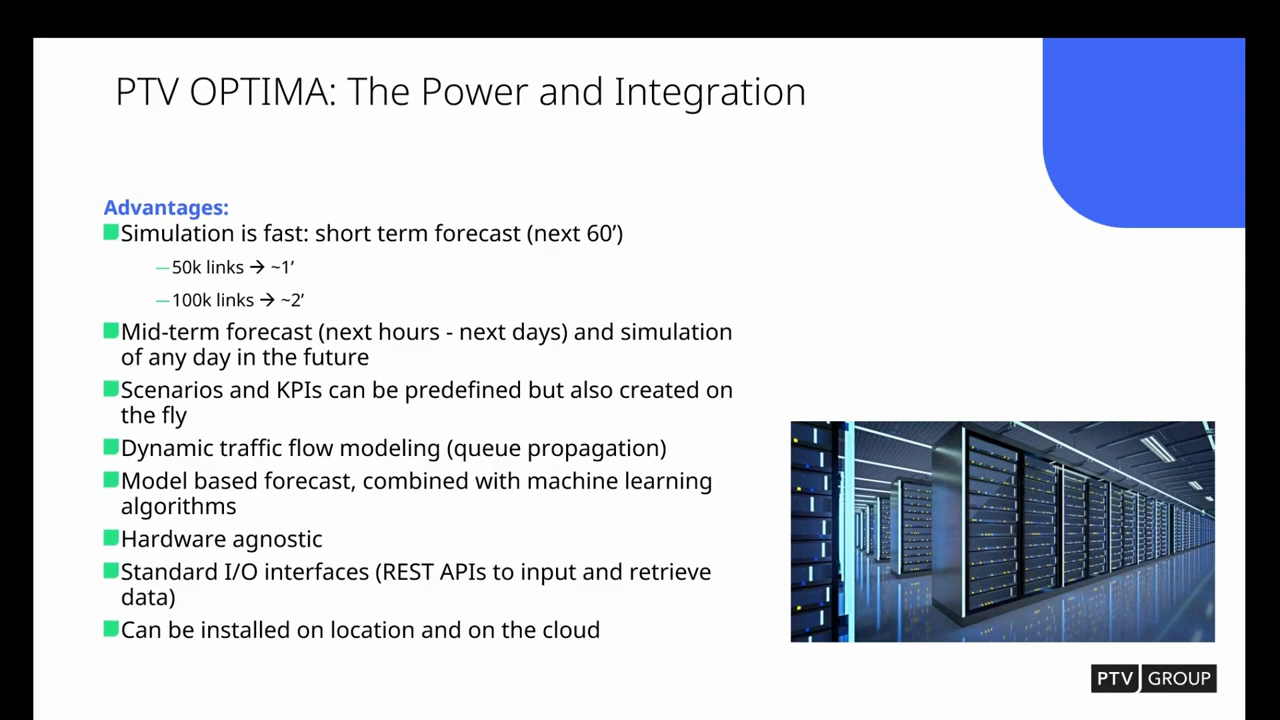 PTV OPTIMA: The Power and Integration
Advantages:
Simulation is fast: short term forecast (next 60’)
—50k links → ~1’
—100k links → ~2’
Mid-term forecast (next hours - next days) and simulation
of any day in the future
Scenarios and KPIs can be predefined but also created on
the fly
Dynamic traffic flow modeling (queue propagation)
Model based forecast, combined with machine learning
algorithms
Hardware agnostic
Standard I/O interfaces (REST APIs to input and retrieve
data)
Can be installed on location and on the cloud
PTV GROUP